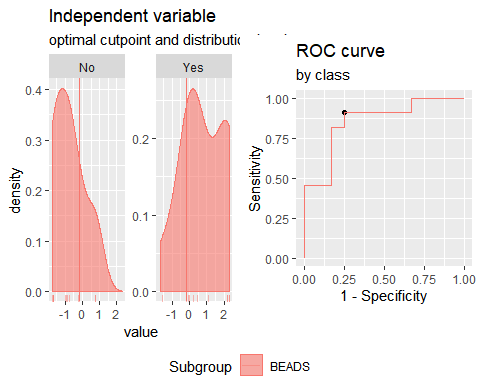 Independent variable
optimal cutpoint and distributio
No Yes
0.4
0.3
0.2
0.1
0.0
density
0.2
0.1
0.0
-1 0 1 2
-1 0 1 2
value
ROC curve
by class
1.00
0.75
0.50
0.25
0.00
Sensitivity
0.00 0.25 0.50 0.75 1.00
1 - Specificity
Subgroup BEADS